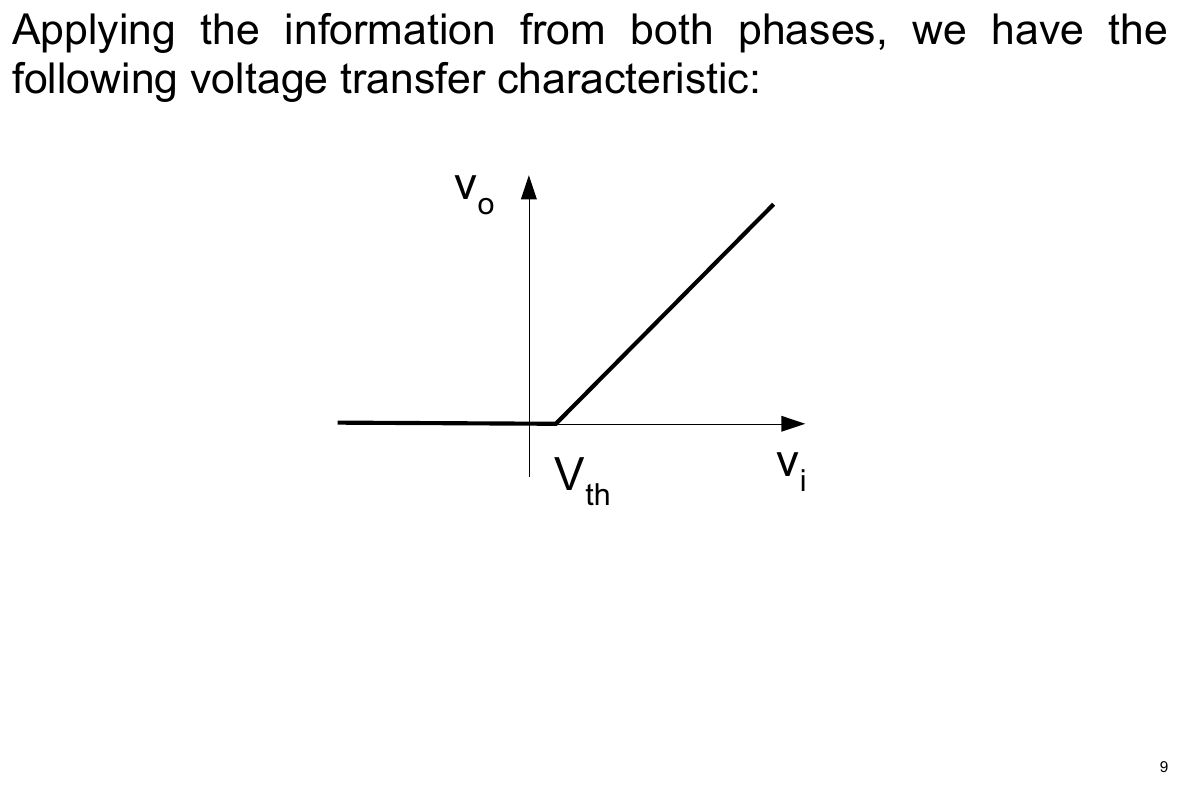 Applying the information from both phases, we have the
following voltage transfer characteristic:
vo
Vth
vi
9